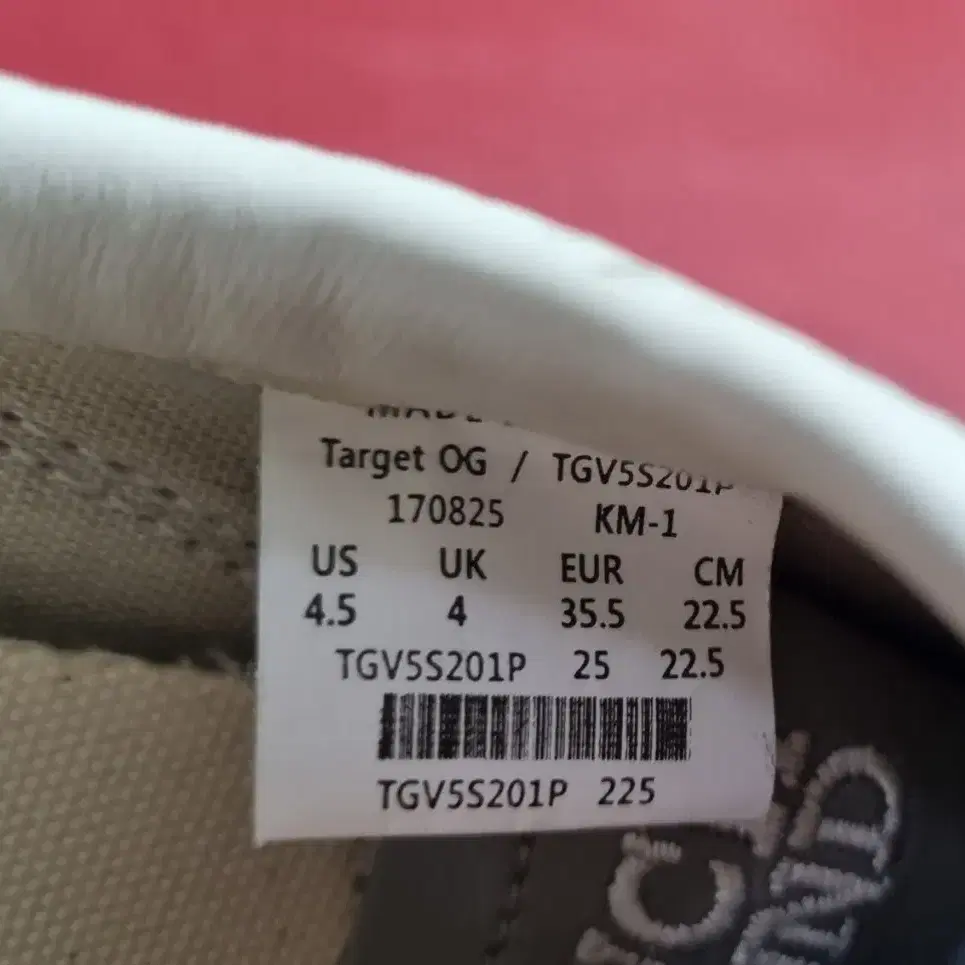 Target OG / TGV5S201P
170825 KM-1
US UK EUR CM
4.5 4 35.5 22.5
TGV5S201P 25 22.5
TGV5S201P 225